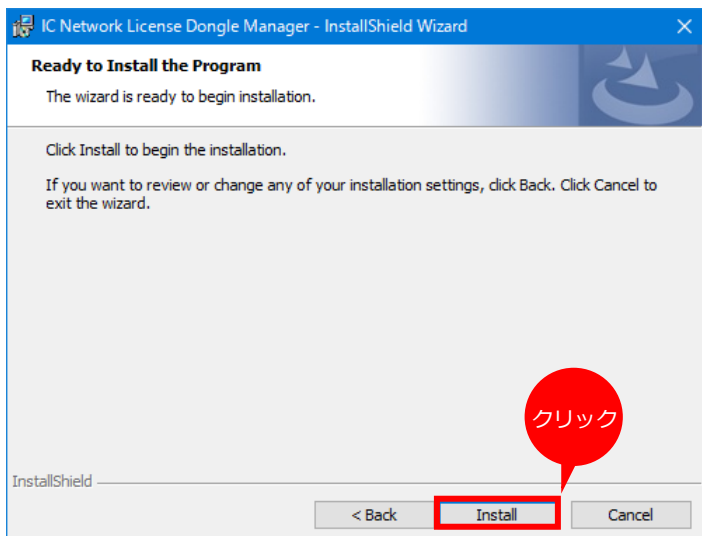 IC Network License Dongle Manager - InstallShield Wizard
Ready to Install the Program
The wizard is ready to begin installation.
Click Install to begin the installation.
If you want to review or change any of your installation settings, click Back. Click Cancel to
exit the wizard.
クリック
InstallShield
< Back Install Cancel